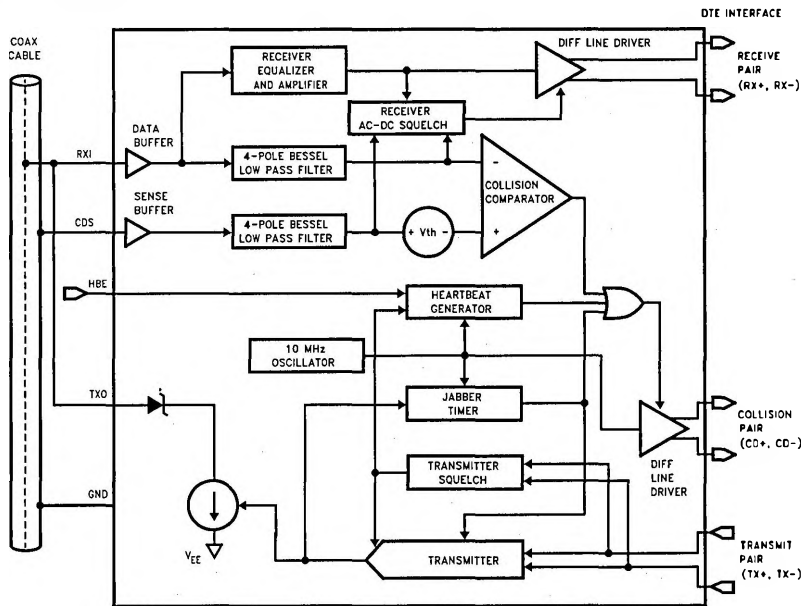 DTE INTERFACE
COAX
CABLE
RECEIVER
EQUALIZER
AND AMPLIFIER
DIFF LINE DRIVER
RECEIVE
PAIR
(RX+, RX-)
RECEIVER
AC-DC SQUELCH
DATA
BUFFER
RXI
4-POLE BESSEL
LOW PASS FILTER
-
COLLISION
COMPARATOR
SENSE
BUFFER
CDS
4-POLE BESSEL
LOW PASS FILTER
+ Vth -
+
HBE
HEARTBEAT
GENERATOR
10 MHz
OSCILLATOR
TXO
JABBER
TIMER
COLLISION
PAIR
(CD+, CD-)
DIFF
LINE
DRIVER
TRANSMITTER
SQUELCH
GND
VEE
TRANSMITTER
TRANSMIT
PAIR
(TX+, TX-)